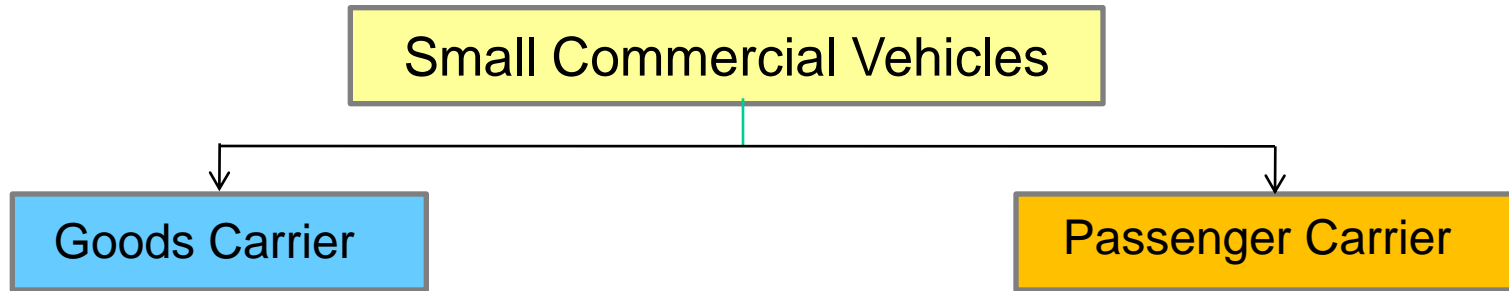 Small Commercial Vehicles
Goods Carrier
Passenger Carrier